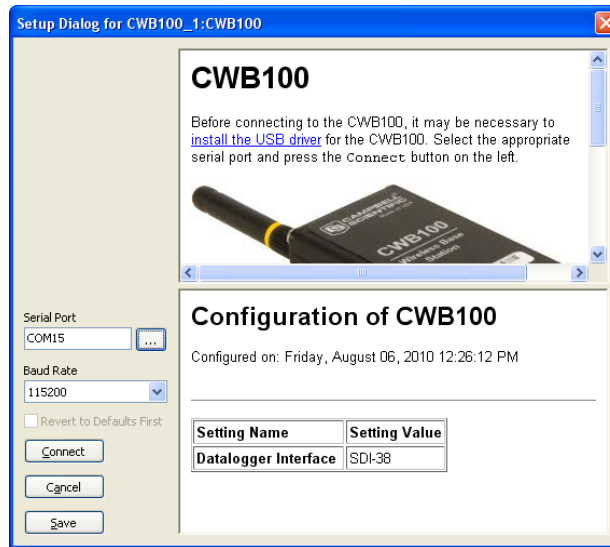 Setup Dialog for CWB100_1:CWB100
CWB100
Before connecting to the CWB100, it may be necessary to
install the USB driver for the CWB100. Select the appropriate
serial port and press the Connect button on the left.
CAMPBELL
SCIENTIFIC
CWB100
Wireless Base
Station
Serial Port
COM15
...
Baud Rate
115200
Revert to Defaults First
Connect
Cancel
Save
Configuration of CWB100
Configured on: Friday, August 06, 2010 12:26:12 PM
Setting Name Setting Value
Datalogger Interface SDI-38